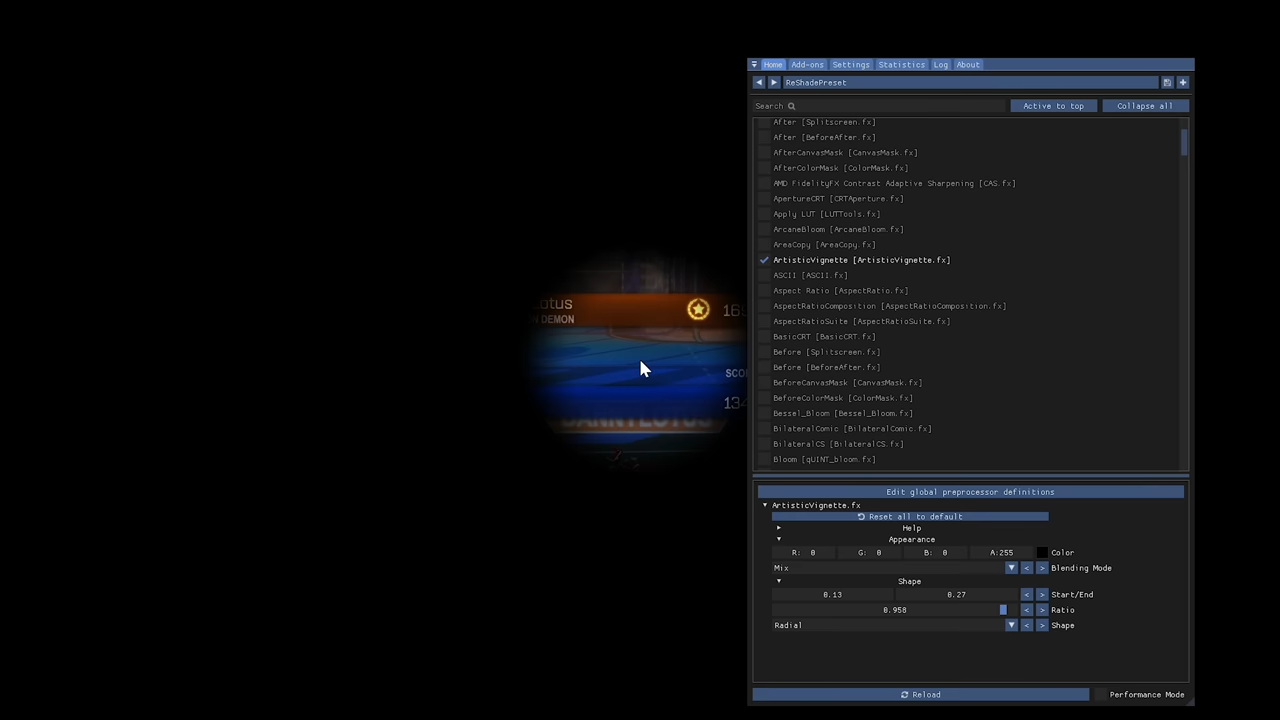 Home Add-ons Settings Statistics Log About
ReShadePreset
Search Active to top Collapse all
After [Splitscreen.fx]
After [BeforeAfter.fx]
AfterCanvasMask [CanvasMask.fx]
AfterColorMask [ColorMask.fx]
AMD FidelityFX Contrast Adaptive Sharpening [CAS.fx]
ApertureCRT [CRTAperture.fx]
Apply LUT [LUTTools.fx]
ArcaneBloom [ArcaneBloom.fx]
AreaCopy [AreaCopy.fx]
ArtisticVignette [ArtisticVignette.fx]
ASCII [ASCII.fx]
Aspect Ratio [AspectRatio.fx]
AspectRatioComposition [AspectRatioComposition.fx]
AspectRatioSuite [AspectRatioSuite.fx]
BasicCRT [BasicCRT.fx]
Before [Splitscreen.fx]
Before [BeforeAfter.fx]
BeforeCanvasMask [CanvasMask.fx]
BeforeColorMask [ColorMask.fx]
Bessel_Bloom [Bessel_Bloom.fx]
BilateralComic [BilateralComic.fx]
BilateralCS [BilateralCS.fx]
Bloom [qUINT_bloom.fx]
Edit global preprocessor definitions
ArtisticVignette.fx
Reset all to default
Help
Appearance
R: 0 G: 0 B: 0 A:255 Color
Mix < > Blending Mode
Shape
0.13 0.27 < > Start/End
0.958 < > Ratio
Radial < > Shape
Reload Performance Mode
otus
160
N DEMON
SCO
134
DANNYLOTUS